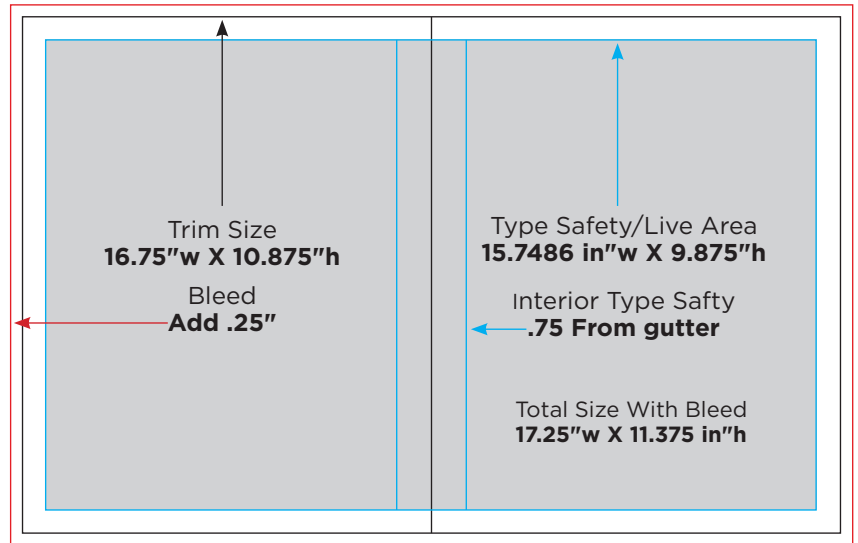 Trim Size
16.75"w X 10.875"h
Bleed
Add .25"
Type Safety/Live Area
15.7486 in"w X 9.875"h
Interior Type Safty
.75 From gutter
Total Size With Bleed
17.25"w X 11.375 in"h